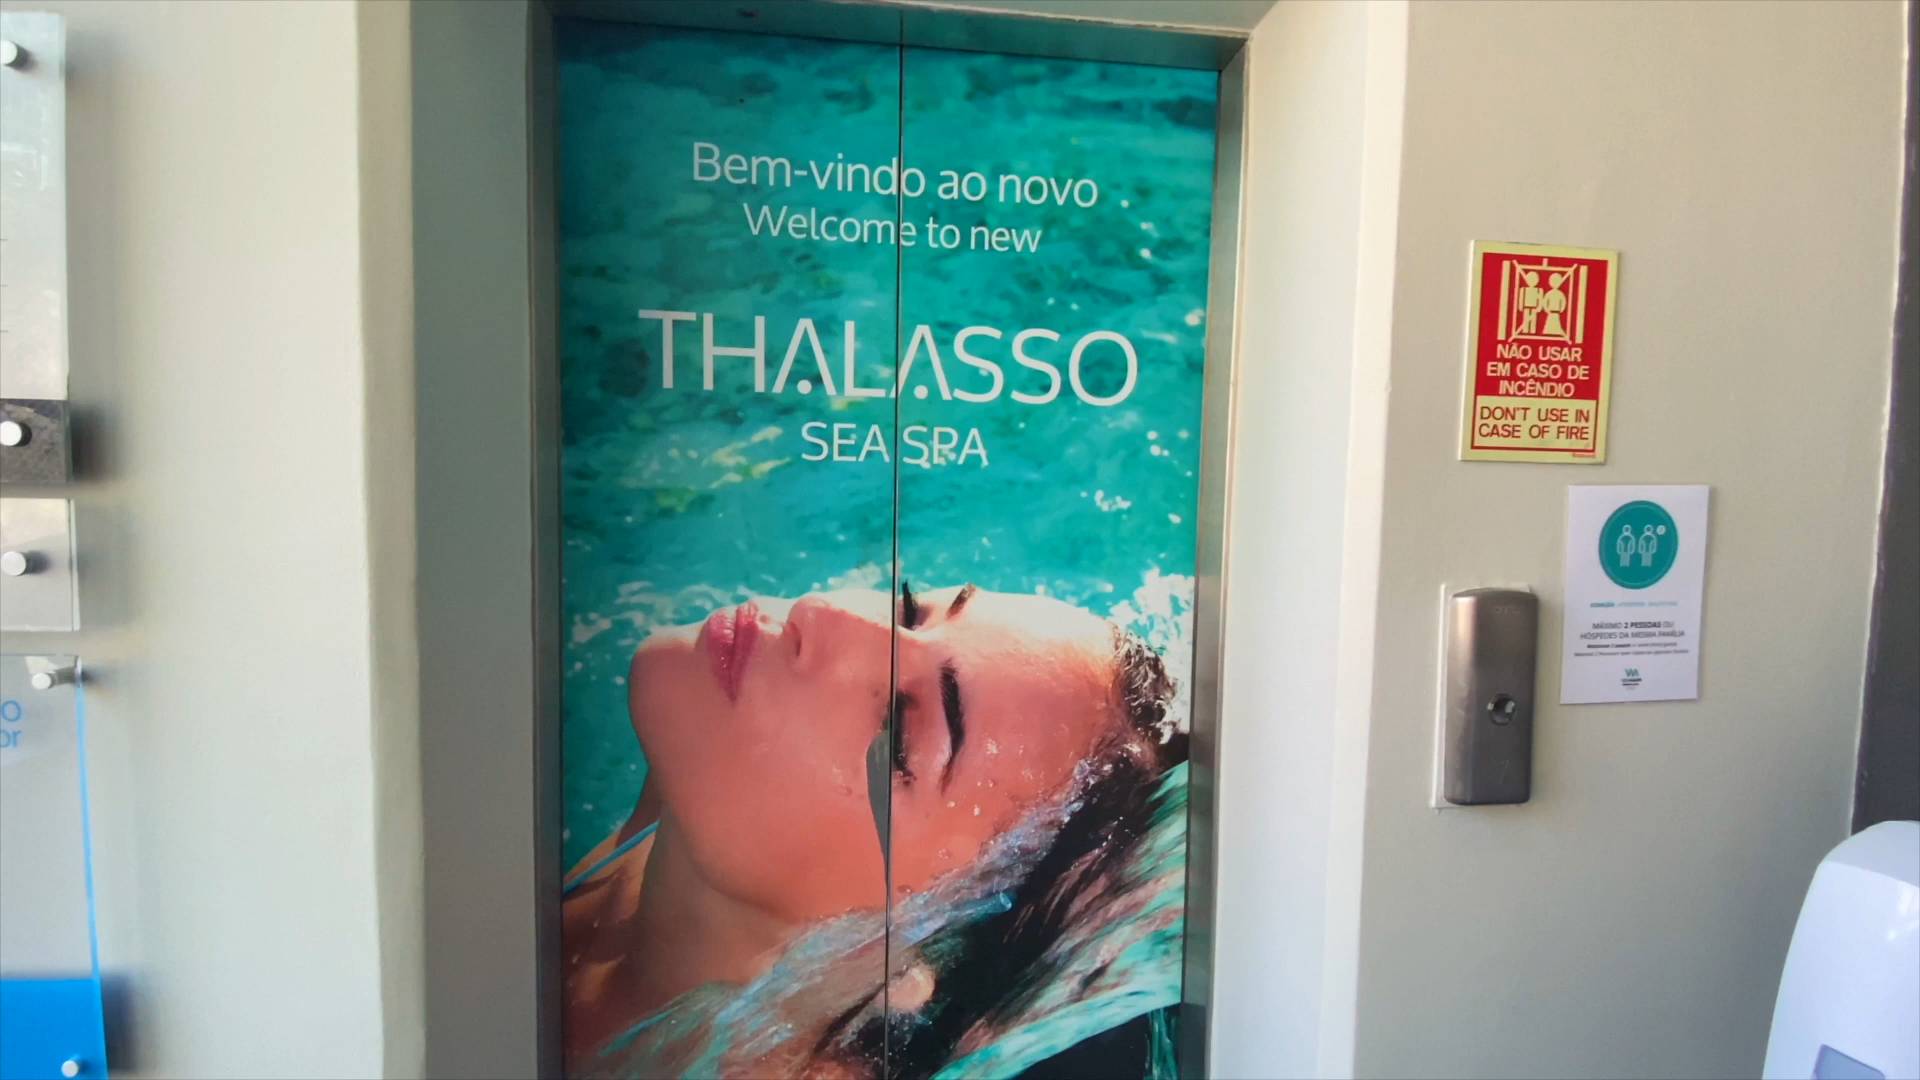 Bem-vindo ao novo
Welcome to new
THALASSO
SEA SPA
NÃO USAR
EM CASO DE
INCÊNDIO
DON'T USE IN
CASE OF FIRE
MÁXIMO 2 PESSOAS OU
HÓSPEDES DA MESMA FAMÍLIA
o
or